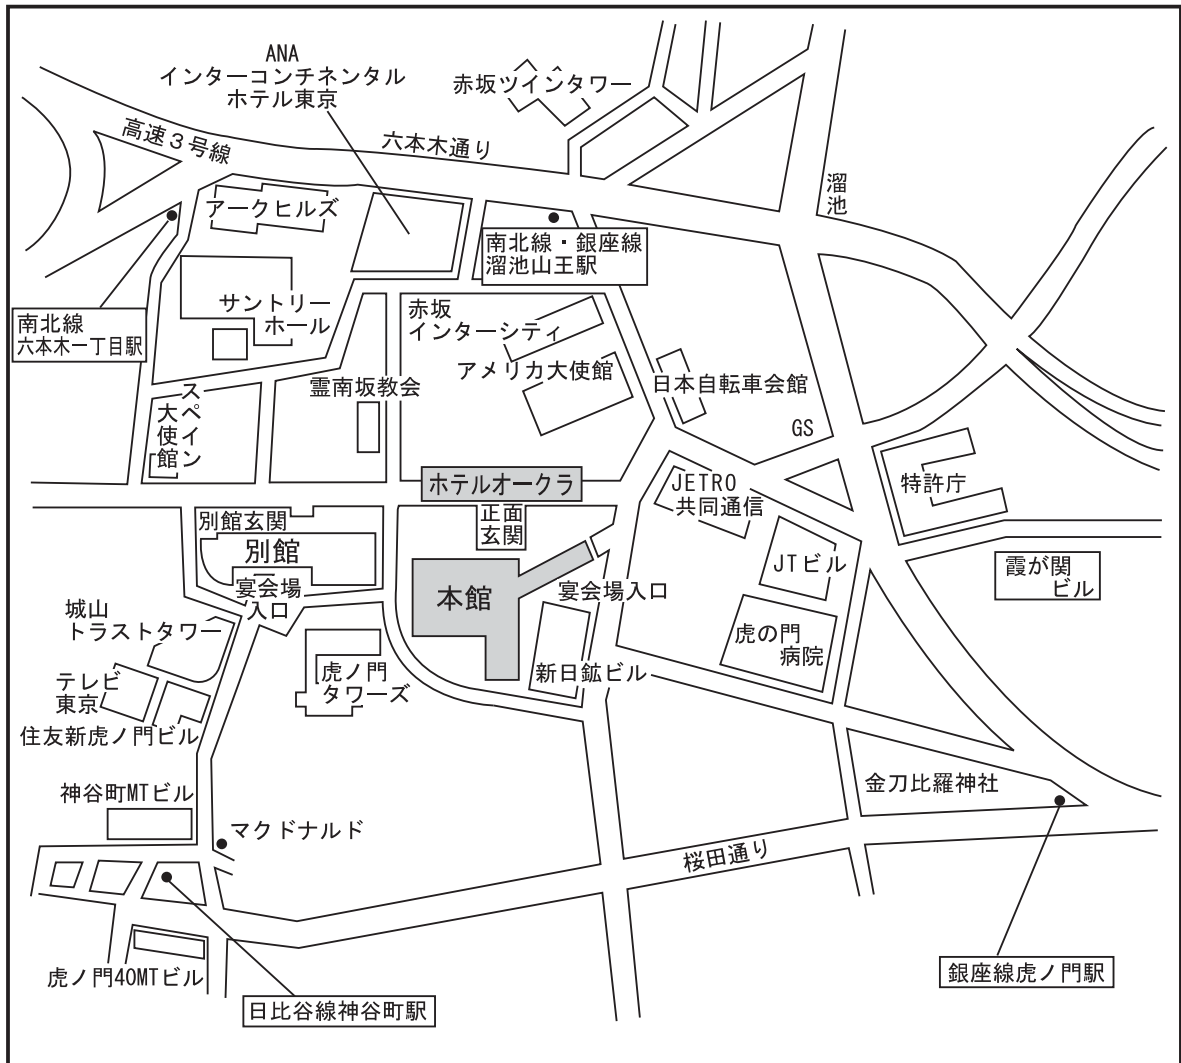 ANA
インターコンチネンタル
ホテル東京
赤坂ツインタワー
高速3号線
六本木通り
溜池
アークヒルズ
南北線・銀座線
溜池山王駅
サントリー
ホール
南北線
六本木一丁目駅
赤坂
インターシティ
アメリカ大使館
日本自転車会館
霊南坂教会
スペイン
大使館
GS
ホテルオークラ
JETRO
共同通信
特許庁
正面
玄関
別館玄関
別館
JTビル
霞が関
ビル
宴会場
入口
本館
宴会場入口
城山
トラストタワー
虎の門
病院
虎ノ門
タワーズ
新日鉱ビル
テレビ
東京
住友新虎ノ門ビル
神谷町MTビル
金刀比羅神社
マクドナルド
桜田通り
虎ノ門40MTビル
銀座線虎ノ門駅
日比谷線神谷町駅